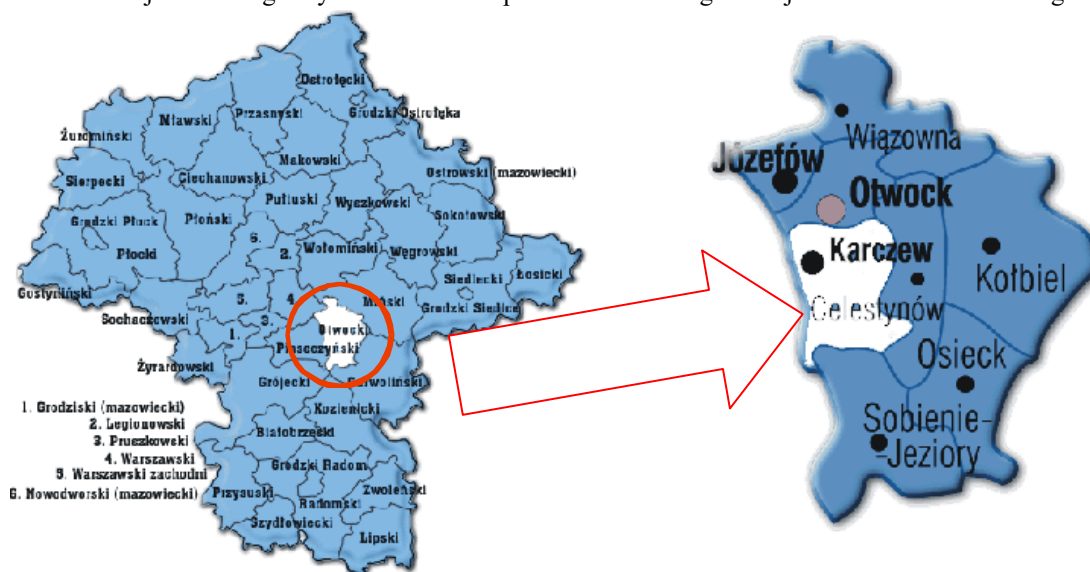 Ostrołęcki
Przasnyski
Grodzki Ostrołęka
Mławski
Żuromiński
Makowski
Ciechanowski
Ostrowski (mazowiecki)
Sierpecki
Pułtuski
Wyszkowski
Płoński
Sokołowski
Grodzki Płock
6.
2.
Wołomiński
Węgrowski
Płocki
Siedlecki
Łosicki
Gostyniński
5.
4.
Miński
Grodzki Siedlce
Sochaczewski
3.
1.
Otwocki
Piaseczyński
Żyrardowski
Grójecki
Garwoliński
Kozienicki
Białobrzeski
Grodzki Radom
Przysuski
Zwoleński
Radomski
Szydłowiecki
Lipski
1. Grodziski (mazowiecki)
2. Legionowski
3. Pruszkowski
4. Warszawski
5. Warszawski zachodni
6. Nowodworski (mazowiecki)
Wiązowna
Józefów
Otwock
Karczew
Kołbiel
Celestynów
Osieck
Sobienie-
-Jeziory